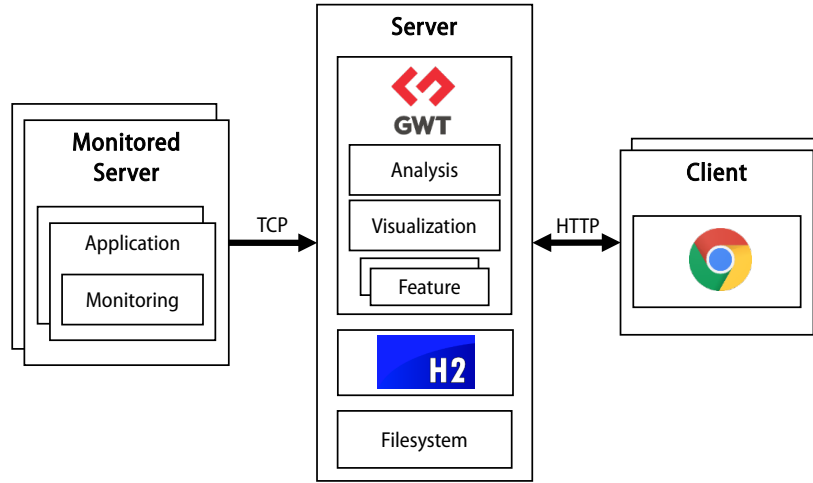 Monitored
Server
Application
Monitoring
TCP
Server
GWT
Analysis
Visualization
Feature
H2
Filesystem
HTTP
Client